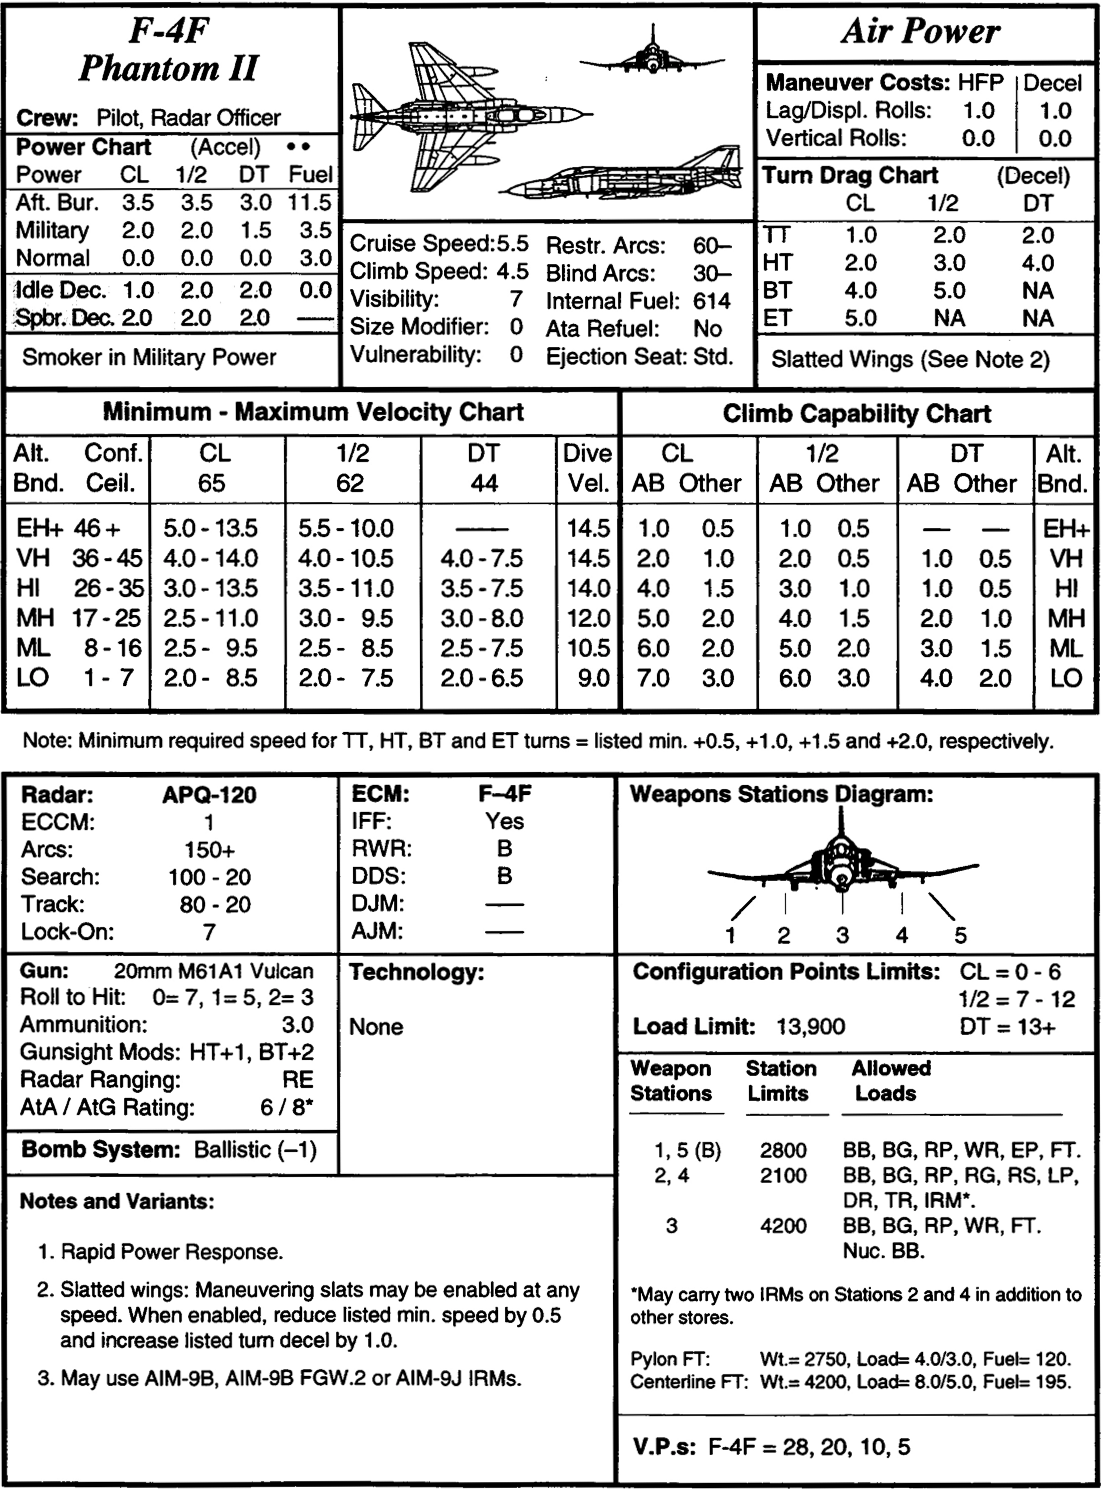 F-4F
Phantom II
Crew: Pilot, Radar Officer
Power Chart (Accel) ••
Power CL 1/2 DT Fuel
Aft. Bur. 3.5 3.5 3.0 11.5
Military 2.0 2.0 1.5 3.5
Normal 0.0 0.0 0.0 3.0
Idle Dec. 1.0 2.0 2.0 0.0
Spbr. Dec. 2.0 2.0 2.0 —
Smoker in Military Power
Cruise Speed: 5.5 Restr. Arcs: 60–
Climb Speed: 4.5 Blind Arcs: 30–
Visibility: 7 Internal Fuel: 614
Size Modifier: 0 Ata Refuel: No
Vulnerability: 0 Ejection Seat: Std.
Air Power
Maneuver Costs: HFP Decel
Lag/Displ. Rolls: 1.0 1.0
Vertical Rolls: 0.0 0.0
Turn Drag Chart (Decel)
CL 1/2 DT
TT 1.0 2.0 2.0
HT 2.0 3.0 4.0
BT 4.0 5.0 NA
ET 5.0 NA NA
Slatted Wings (See Note 2)
Minimum - Maximum Velocity Chart
Alt. Conf. CL 1/2 DT Dive
Bnd. Ceil. 65 62 44 Vel.
EH+ 46 + 5.0 - 13.5 5.5 - 10.0 — 14.5
VH 36 - 45 4.0 - 14.0 4.0 - 10.5 4.0 - 7.5 14.5
HI 26 - 35 3.0 - 13.5 3.5 - 11.0 3.5 - 7.5 14.0
MH 17 - 25 2.5 - 11.0 3.0 - 9.5 3.0 - 8.0 12.0
ML 8 - 16 2.5 - 9.5 2.5 - 8.5 2.5 - 7.5 10.5
LO 1 - 7 2.0 - 8.5 2.0 - 7.5 2.0 - 6.5 9.0
Climb Capability Chart
CL 1/2 DT Alt.
AB Other AB Other AB Other Bnd.
1.0 0.5 1.0 0.5 — — EH+
2.0 1.0 2.0 0.5 1.0 0.5 VH
4.0 1.5 3.0 1.0 1.0 0.5 HI
5.0 2.0 4.0 1.5 2.0 1.0 MH
6.0 2.0 5.0 2.0 3.0 1.5 ML
7.0 3.0 6.0 3.0 4.0 2.0 LO
Note: Minimum required speed for TT, HT, BT and ET turns = listed min. +0.5, +1.0, +1.5 and +2.0, respectively.
Radar: APQ-120
ECCM: 1
Arcs: 150+
Search: 100 - 20
Track: 80 - 20
Lock-On: 7
ECM: F–4F
IFF: Yes
RWR: B
DDS: B
DJM: —
AJM: —
Weapons Stations Diagram:
1 2 3 4 5
Gun: 20mm M61A1 Vulcan
Roll to Hit: 0= 7, 1= 5, 2= 3
Ammunition: 3.0
Gunsight Mods: HT+1, BT+2
Radar Ranging: RE
AtA / AtG Rating: 6 / 8*
Bomb System: Ballistic (–1)
Technology:
None
Configuration Points Limits: CL = 0 - 6
1/2 = 7 - 12
Load Limit: 13,900 DT = 13+
Weapon Station Allowed
Stations Limits Loads
1, 5 (B) 2800 BB, BG, RP, WR, EP, FT.
2, 4 2100 BB, BG, RP, RG, RS, LP,
DR, TR, IRM*.
3 4200 BB, BG, RP, WR, FT.
Nuc. BB.
*May carry two IRMs on Stations 2 and 4 in addition to
other stores.
Pylon FT: Wt.= 2750, Load= 4.0/3.0, Fuel= 120.
Centerline FT: Wt.= 4200, Load= 8.0/5.0, Fuel= 195.
V.P.s: F-4F = 28, 20, 10, 5
Notes and Variants:
1. Rapid Power Response.
2. Slatted wings: Maneuvering slats may be enabled at any
speed. When enabled, reduce listed min. speed by 0.5
and increase listed turn decel by 1.0.
3. May use AIM-9B, AIM-9B FGW.2 or AIM-9J IRMs.